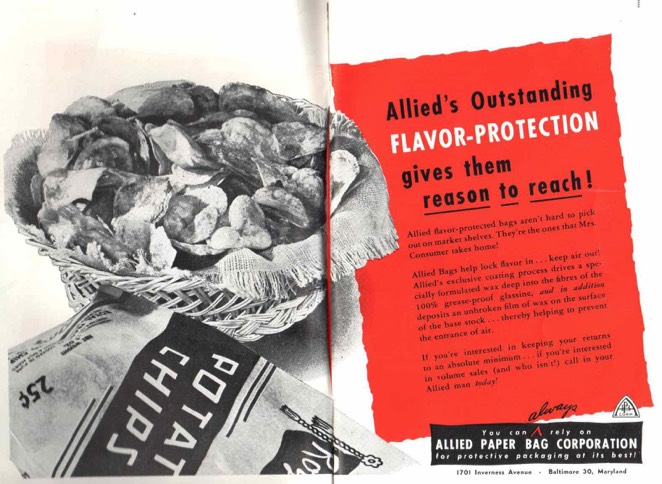 Allied's Outstanding
FLAVOR-PROTECTION
gives them
reason to reach!
Allied flavor-protected bags aren't hard to pick
out on market shelves. They're the ones that Mrs.
Consumer takes home!
Allied Bags help lock flavor in... keep air out!
Allied's exclusive coating process drives a spe-
cially formulated wax deep into the fibres of the
100% grease-proof glassine, and in addition
deposits an unbroken film of wax on the surface
of the base stock... thereby helping to prevent
the entrance of air.
If you're interested in keeping your returns
to an absolute minimum... if you're interested
in volume sales (and who isn't!) call in your
Allied man today!
always
You can rely on
ALLIED PAPER BAG CORPORATION
for protective packaging at its best!
1701 Inverness Avenue - Baltimore 30, Maryland
25¢
POTAT
CHIPS